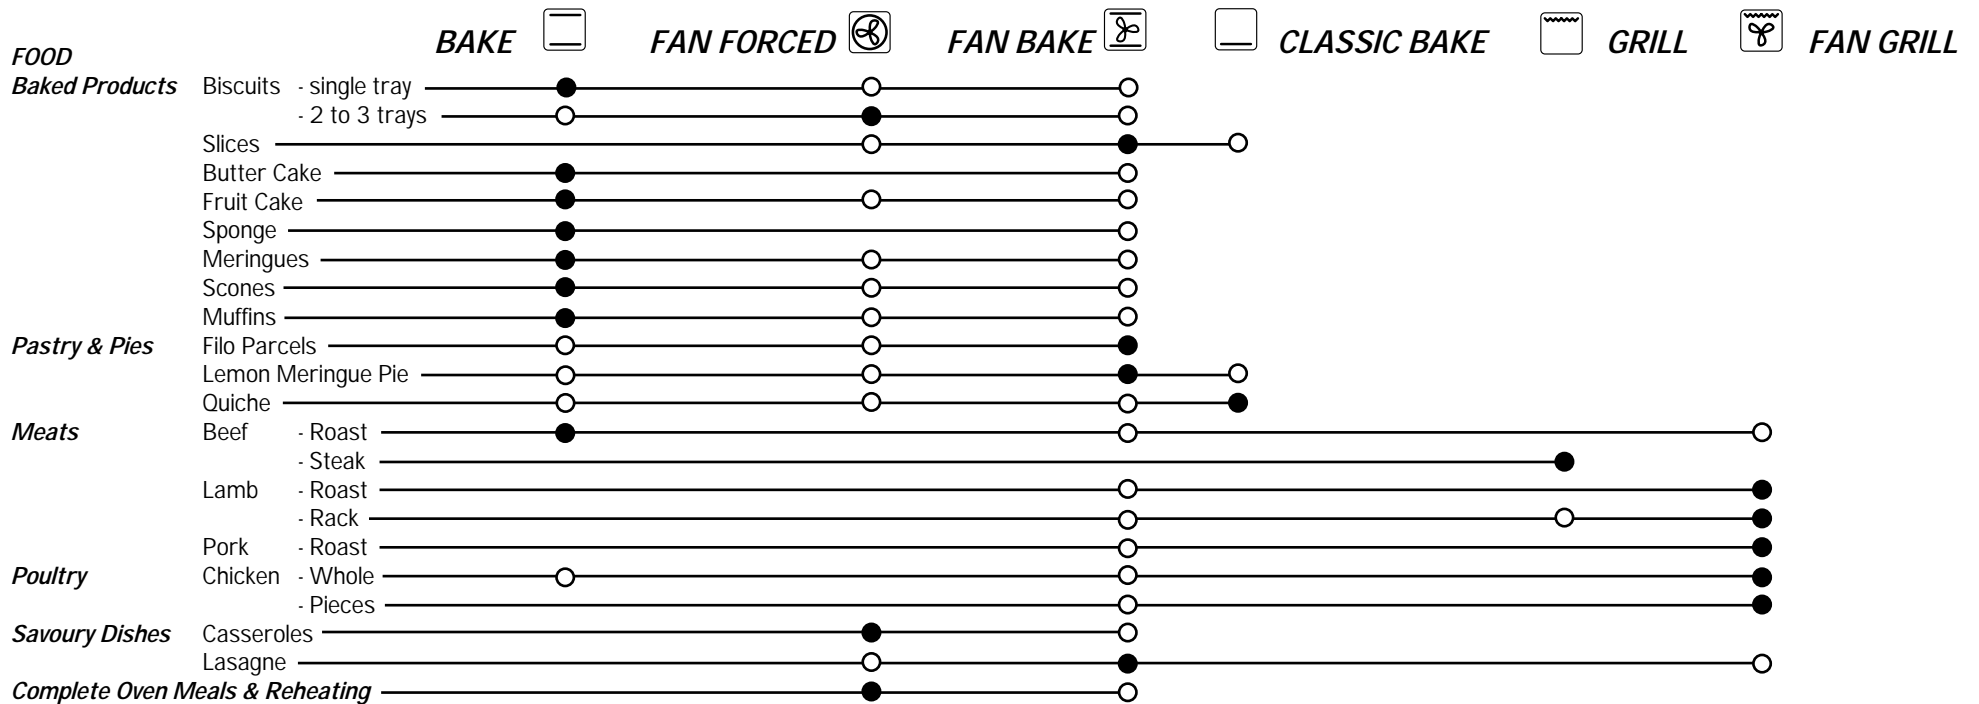 BAKE FAN FORCED FAN BAKE CLASSIC BAKE GRILL FAN GRILL
FOOD
Baked Products Biscuits - single tray
- 2 to 3 trays
Slices
Butter Cake
Fruit Cake
Sponge
Meringues
Scones
Muffins
Pastry & Pies Filo Parcels
Lemon Meringue Pie
Quiche
Meats Beef - Roast
- Steak
Lamb - Roast
- Rack
Pork - Roast
Poultry Chicken - Whole
- Pieces
Savoury Dishes Casseroles
Lasagne
Complete Oven Meals & Reheating